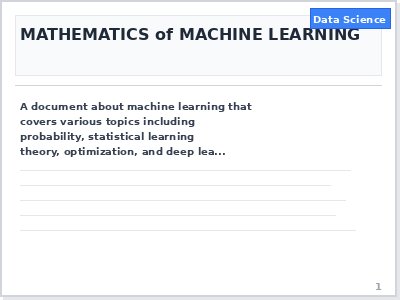 Data Science
MATHEMATICS of MACHINE LEARNING
A document about machine learning that
covers various topics including
probability, statistical learning
theory, optimization, and deep lea...
1